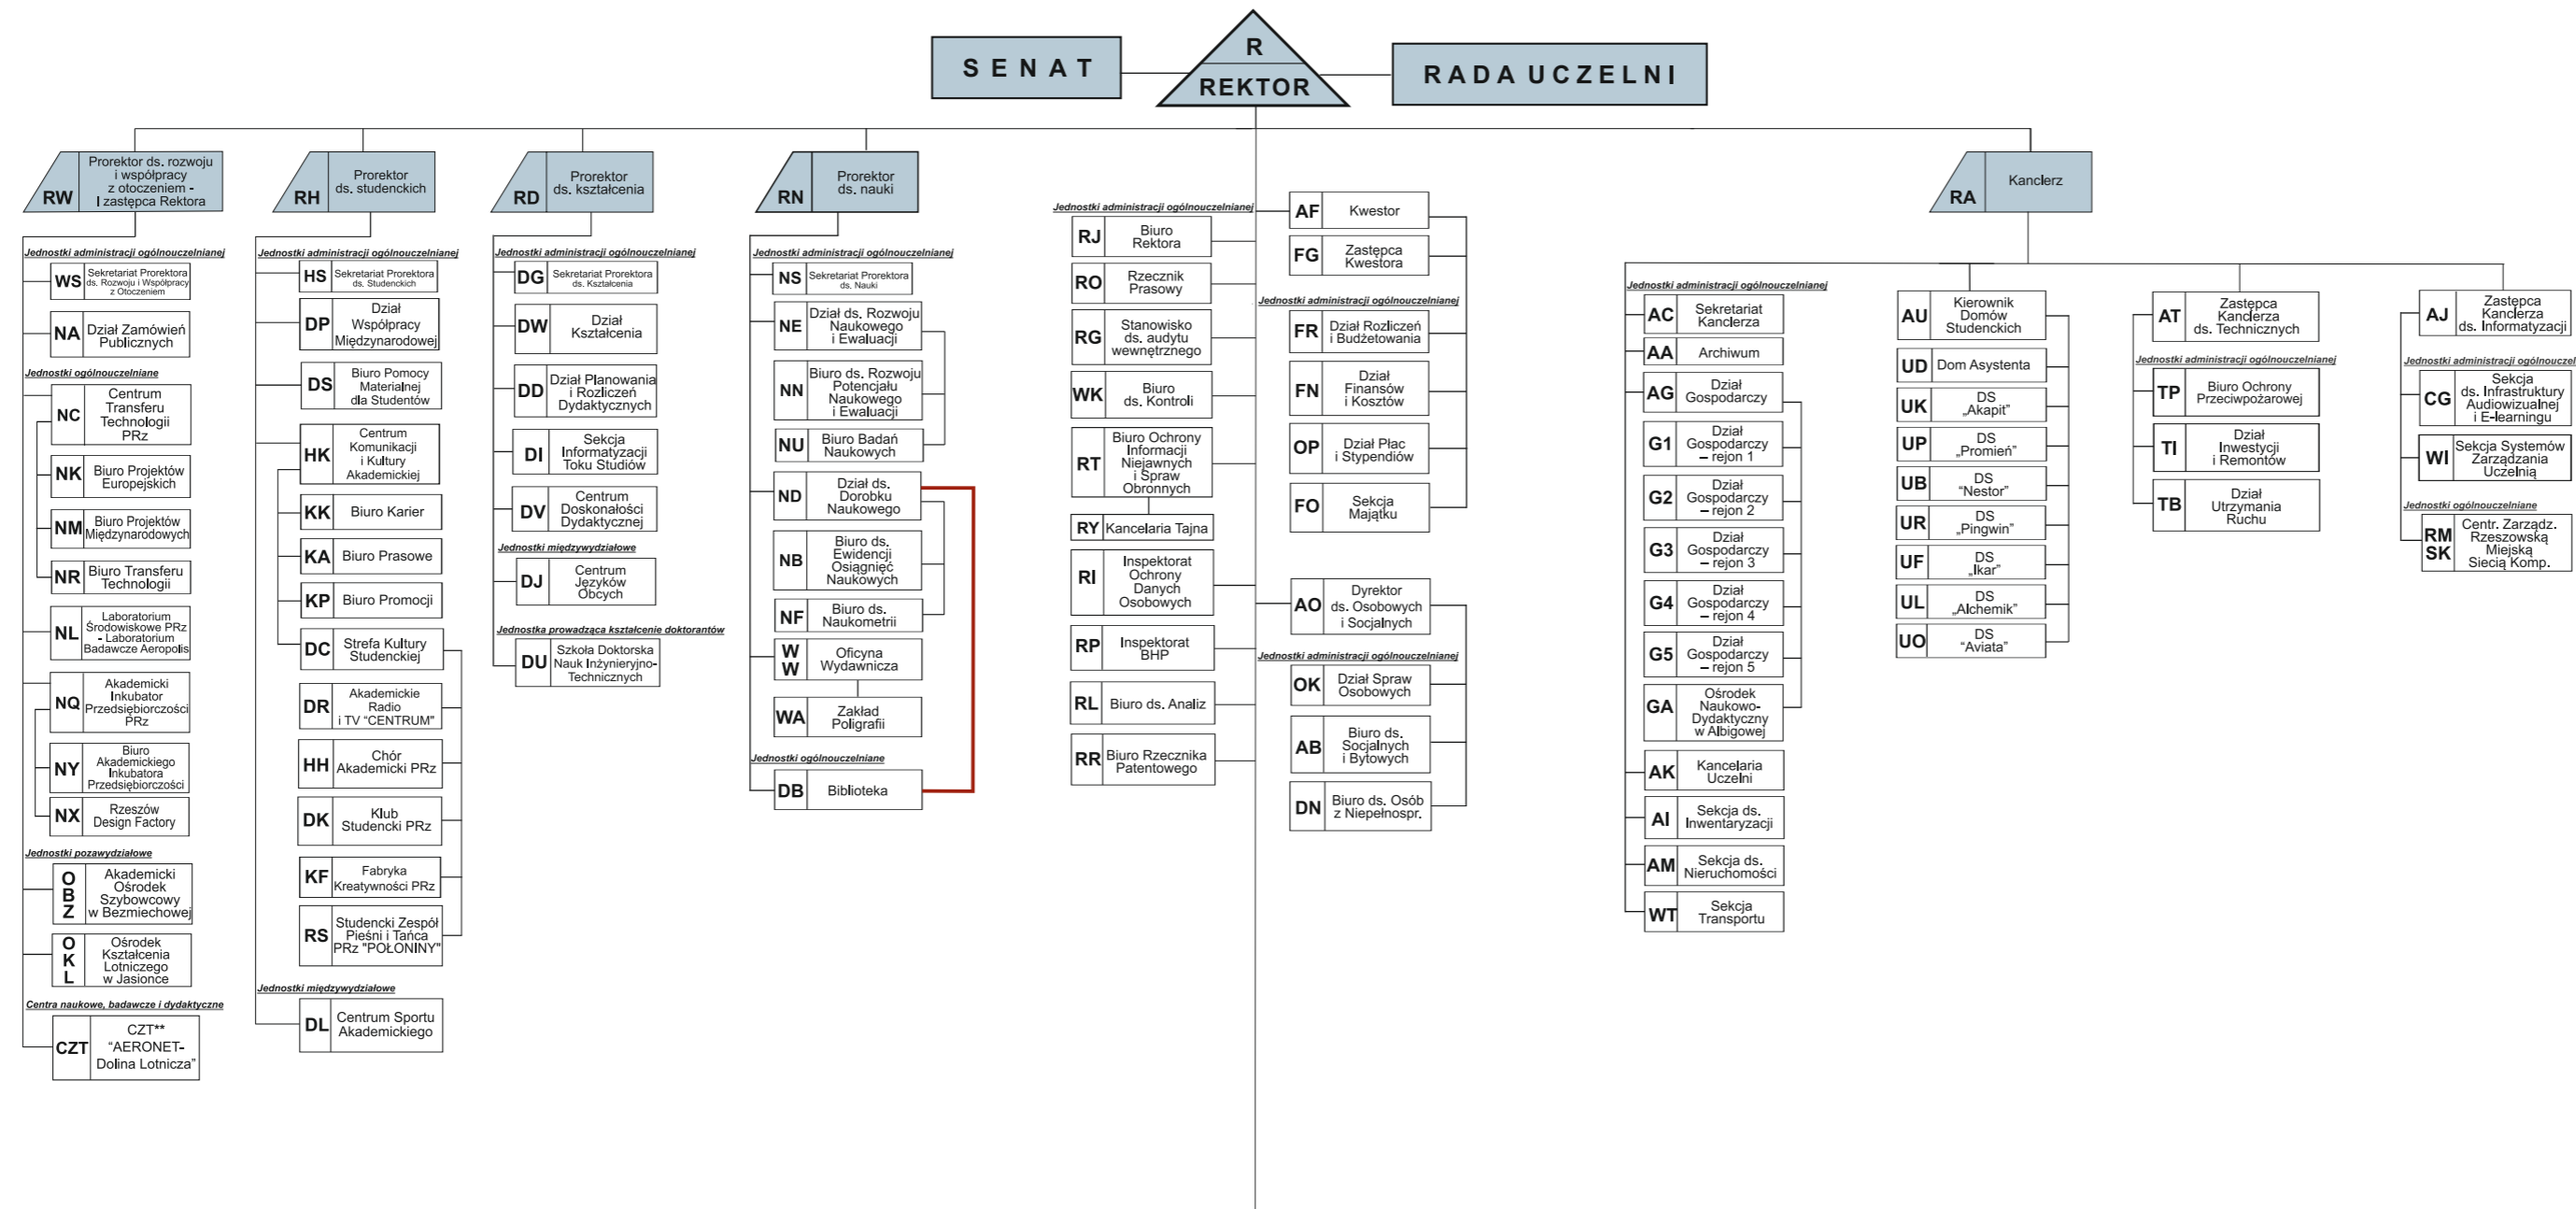 SENAT
R
REKTOR
RADA UCZELNI
RW
Prorektor ds. rozwoju
i współpracy
z otoczeniem -
I zastępca Rektora
Jednostki administracji ogólnouczelnianej
WS
Sekretariat Prorektora
ds. Rozwoju i Współpracy
z Otoczeniem
NA
Dział Zamówień
Publicznych
Jednostki ogólnouczelniane
NC
Centrum
Transferu
Technologii
PRz
NK
Biuro Projektów
Europejskich
NM
Biuro Projektów
Międzynarodowych
NR
Biuro Transferu
Technologii
NL
Laboratorium
Środowiskowe PRz
- Laboratorium
Badawcze Aeropolis
NQ
Akademicki
Inkubator
Przedsiębiorczości
PRz
NY
Biuro
Akademickiego
Inkubatora
Przedsiębiorczości
NX
Rzeszów
Design Factory
Jednostki pozawydziałowe
O
B
Z
Akademicki
Ośrodek
Szybowcowy
w Bezmiechowej
O
K
L
Ośrodek
Kształcenia
Lotniczego
w Jasionce
Centra naukowe, badawcze i dydaktyczne
CZT
CZT**
“AERONET-
Dolina Lotnicza”
RH
Prorektor
ds. studenckich
Jednostki administracji ogólnouczelnianej
HS
Sekretariat Prorektora
ds. Studenckich
DP
Dział
Współpracy
Międzynarodowej
DS
Biuro Pomocy
Materialnej
dla Studentów
HK
Centrum
Komunikacji
i Kultury
Akademickiej
KK
Biuro Karier
KA
Biuro Prasowe
KP
Biuro Promocji
DC
Strefa Kultury
Studenckiej
DR
Akademickie
Radio
i TV “CENTRUM”
HH
Chór
Akademicki PRz
DK
Klub
Studencki PRz
KF
Fabryka
Kreatywności PRz
RS
Studencki Zespół
Pieśni i Tańca
PRz "POŁONINY"
Jednostki międzywydziałowe
DL
Centrum Sportu
Akademickiego
RD
Prorektor
ds. kształcenia
Jednostki administracji ogólnouczelnianej
DG
Sekretariat Prorektora
ds. Kształcenia
DW
Dział
Kształcenia
DD
Dział Planowania
i Rozliczeń
Dydaktycznych
DI
Sekcja
Informatyzacji
Toku Studiów
DV
Centrum
Doskonałości
Dydaktycznej
Jednostki międzywydziałowe
DJ
Centrum
Języków
Obcych
Jednostka prowadząca kształcenie doktorantów
DU
Szkoła Doktorska
Nauk Inżynieryjno-
Technicznych
RN
Prorektor
ds. nauki
Jednostki administracji ogólnouczelnianej
NS
Sekretariat Prorektora
ds. Nauki
NE
Dział ds. Rozwoju
Naukowego
i Ewaluacji
NN
Biuro ds. Rozwoju
Potencjału
Naukowego
i Ewaluacji
NU
Biuro Badań
Naukowych
ND
Dział ds.
Dorobku
Naukowego
NB
Biuro ds.
Ewidencji
Osiągnięć
Naukowych
NF
Biuro ds.
Naukometrii
W
W
Oficyna
Wydawnicza
WA
Zakład
Poligrafii
Jednostki ogólnouczelniane
DB
Biblioteka
Jednostki administracji ogólnouczelnianej
RJ
Biuro
Rektora
RO
Rzecznik
Prasowy
RG
Stanowisko
ds. audytu
wewnętrznego
WK
Biuro
ds. Kontroli
RT
Biuro Ochrony
Informacji
Niejawnych
i Spraw
Obronnych
RY
Kancelaria Tajna
RI
Inspektorat
Ochrony
Danych
Osobowych
RP
Inspektorat
BHP
RL
Biuro ds. Analiz
RR
Biuro Rzecznika
Patentowego
AF
Kwestor
FG
Zastępca
Kwestora
Jednostki administracji ogólnouczelnianej
FR
Dział Rozliczeń
i Budżetowania
FN
Dział
Finansów
i Kosztów
OP
Dział Płac
i Stypendiów
FO
Sekcja
Majątku
AO
Dyrektor
ds. Osobowych
i Socjalnych
Jednostki administracji ogólnouczelnianej
OK
Dział Spraw
Osobowych
AB
Biuro ds.
Socjalnych
i Bytowych
DN
Biuro ds. Osób
z Niepełnospr.
RA
Kanclerz
Jednostki administracji ogólnouczelnianej
AC
Sekretariat
Kanclerza
AA
Archiwum
AG
Dział
Gospodarczy
G1
Dział
Gospodarczy
– rejon 1
G2
Dział
Gospodarczy
– rejon 2
G3
Dział
Gospodarczy
– rejon 3
G4
Dział
Gospodarczy
– rejon 4
G5
Dział
Gospodarczy
– rejon 5
GA
Ośrodek
Naukowo-
Dydaktyczny
w Albigowej
AK
Kancelaria
Uczelni
AI
Sekcja ds.
Inwentaryzacji
AM
Sekcja ds.
Nieruchomości
WT
Sekcja
Transportu
AU
Kierownik
Domów
Studenckich
UD
Dom Asystenta
UK
DS
„Akapit”
UP
DS
„Promień”
UB
DS
“Nestor”
UR
DS
„Pingwin”
UF
DS
„Ikar”
UL
DS
„Alchemik”
UO
DS
“Aviata”
AT
Zastępca
Kanclerza
ds. Technicznych
Jednostki administracji ogólnouczelnianej
TP
Biuro Ochrony
Przeciwpożarowej
TI
Dział
Inwestycji
i Remontów
TB
Dział
Utrzymania
Ruchu
AJ
Zastępca
Kanclerza
ds. Informatyzacji
Jednostki administracji ogólnouczel
CG
Sekcja
ds. Infrastruktury
Audiowizualnej
i E-learningu
WI
Sekcja Systemów
Zarządzania
Uczelnią
Jednostki ogólnouczelniane
RM
SK
Centr. Zarządz.
Rzeszowską
Miejską
Siecią Komp.